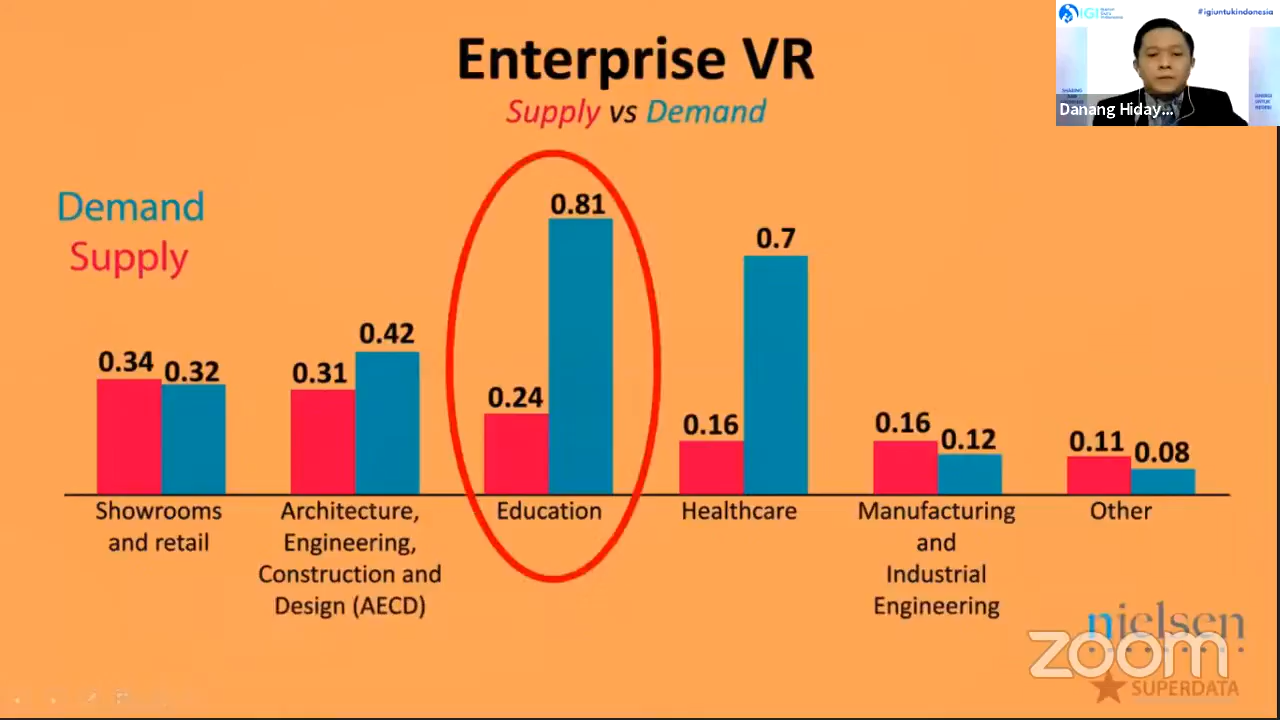 Enterprise VR
Supply vs Demand
IGI
#igiuntukindonesia
Danang Hiday...
Demand
Supply
0.34
0.32
0.31
0.42
0.24
0.81
0.16
0.7
0.16
0.12
0.11
0.08
Showrooms
and retail
Architecture,
Engineering,
Construction and
Design (AECD)
Education
Healthcare
Manufacturing
and
Industrial
Engineering
Other
nielsen
zoom
SUPERDATA